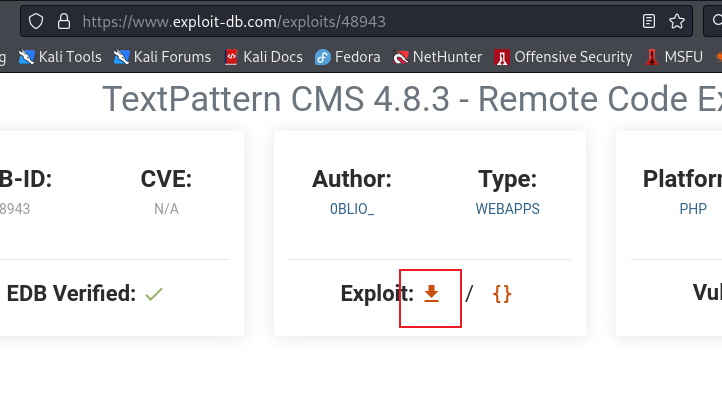 https://www.exploit-db.com/exploits/48943
g Kali Tools Kali Forums Kali Docs Fedora NetHunter Offensive Security MSFU
TextPattern CMS 4.8.3 - Remote Code Ex
B-ID: CVE: Author: Type: Platform
8943 N/A 0BLIO_ WEBAPPS PHP
EDB Verified: Exploit: / {} Vul